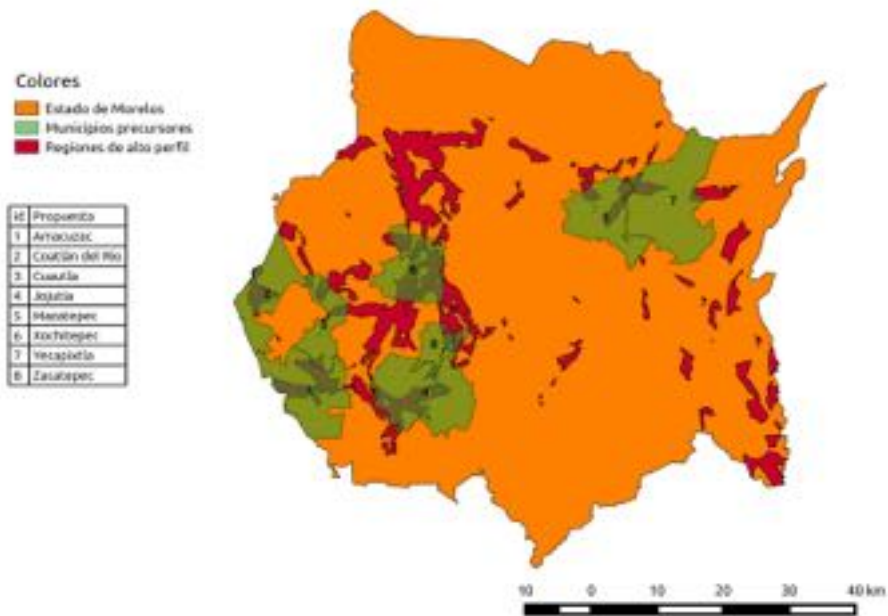 Colores
Estado de Morelos
Municipios precursores
Regiones de alto perfil
id Propuesta
1 Amacuzac
2 Coatlán del Río
3 Cuautla
4 Jojutla
5 Mazatepec
6 Xochitepec
7 Yecapixtla
8 Zacatepec
10 0 10 20 30 40 km